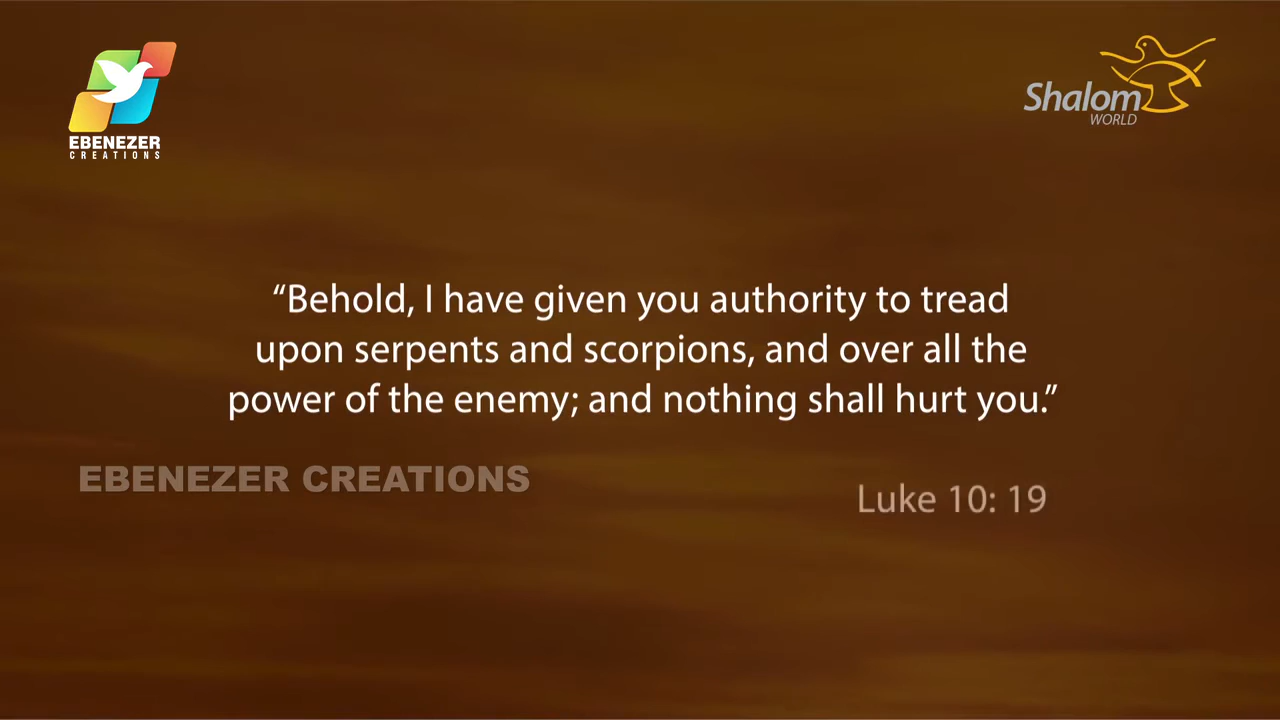 EBENEZER
CREATIONS
Shalom
WORLD
“Behold, I have given you authority to tread
upon serpents and scorpions, and over all the
power of the enemy; and nothing shall hurt you.”
EBENEZER CREATIONS
Luke 10: 19